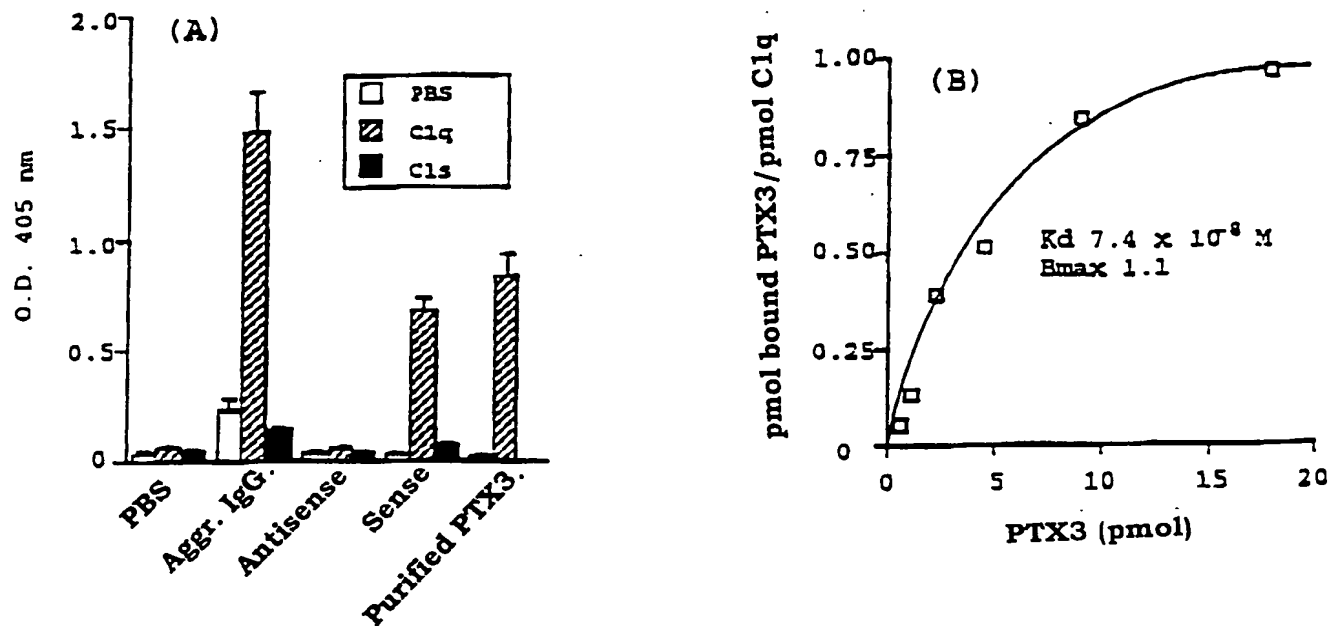 (A)
O.D. 405 nm
2.0
1.5
1.0
0.5
0
PBS
C1q
C1s
PBS
Aggr. IgG.
Antisense
Sense
Purified PTX3.
(B)
pmol bound PTX3/pmol C1q
1.00
0.75
0.50
0.25
0
Kd 7.4 x 10⁻⁸ M
Bmax 1.1
0
5
10
15
20
PTX3 (pmol)